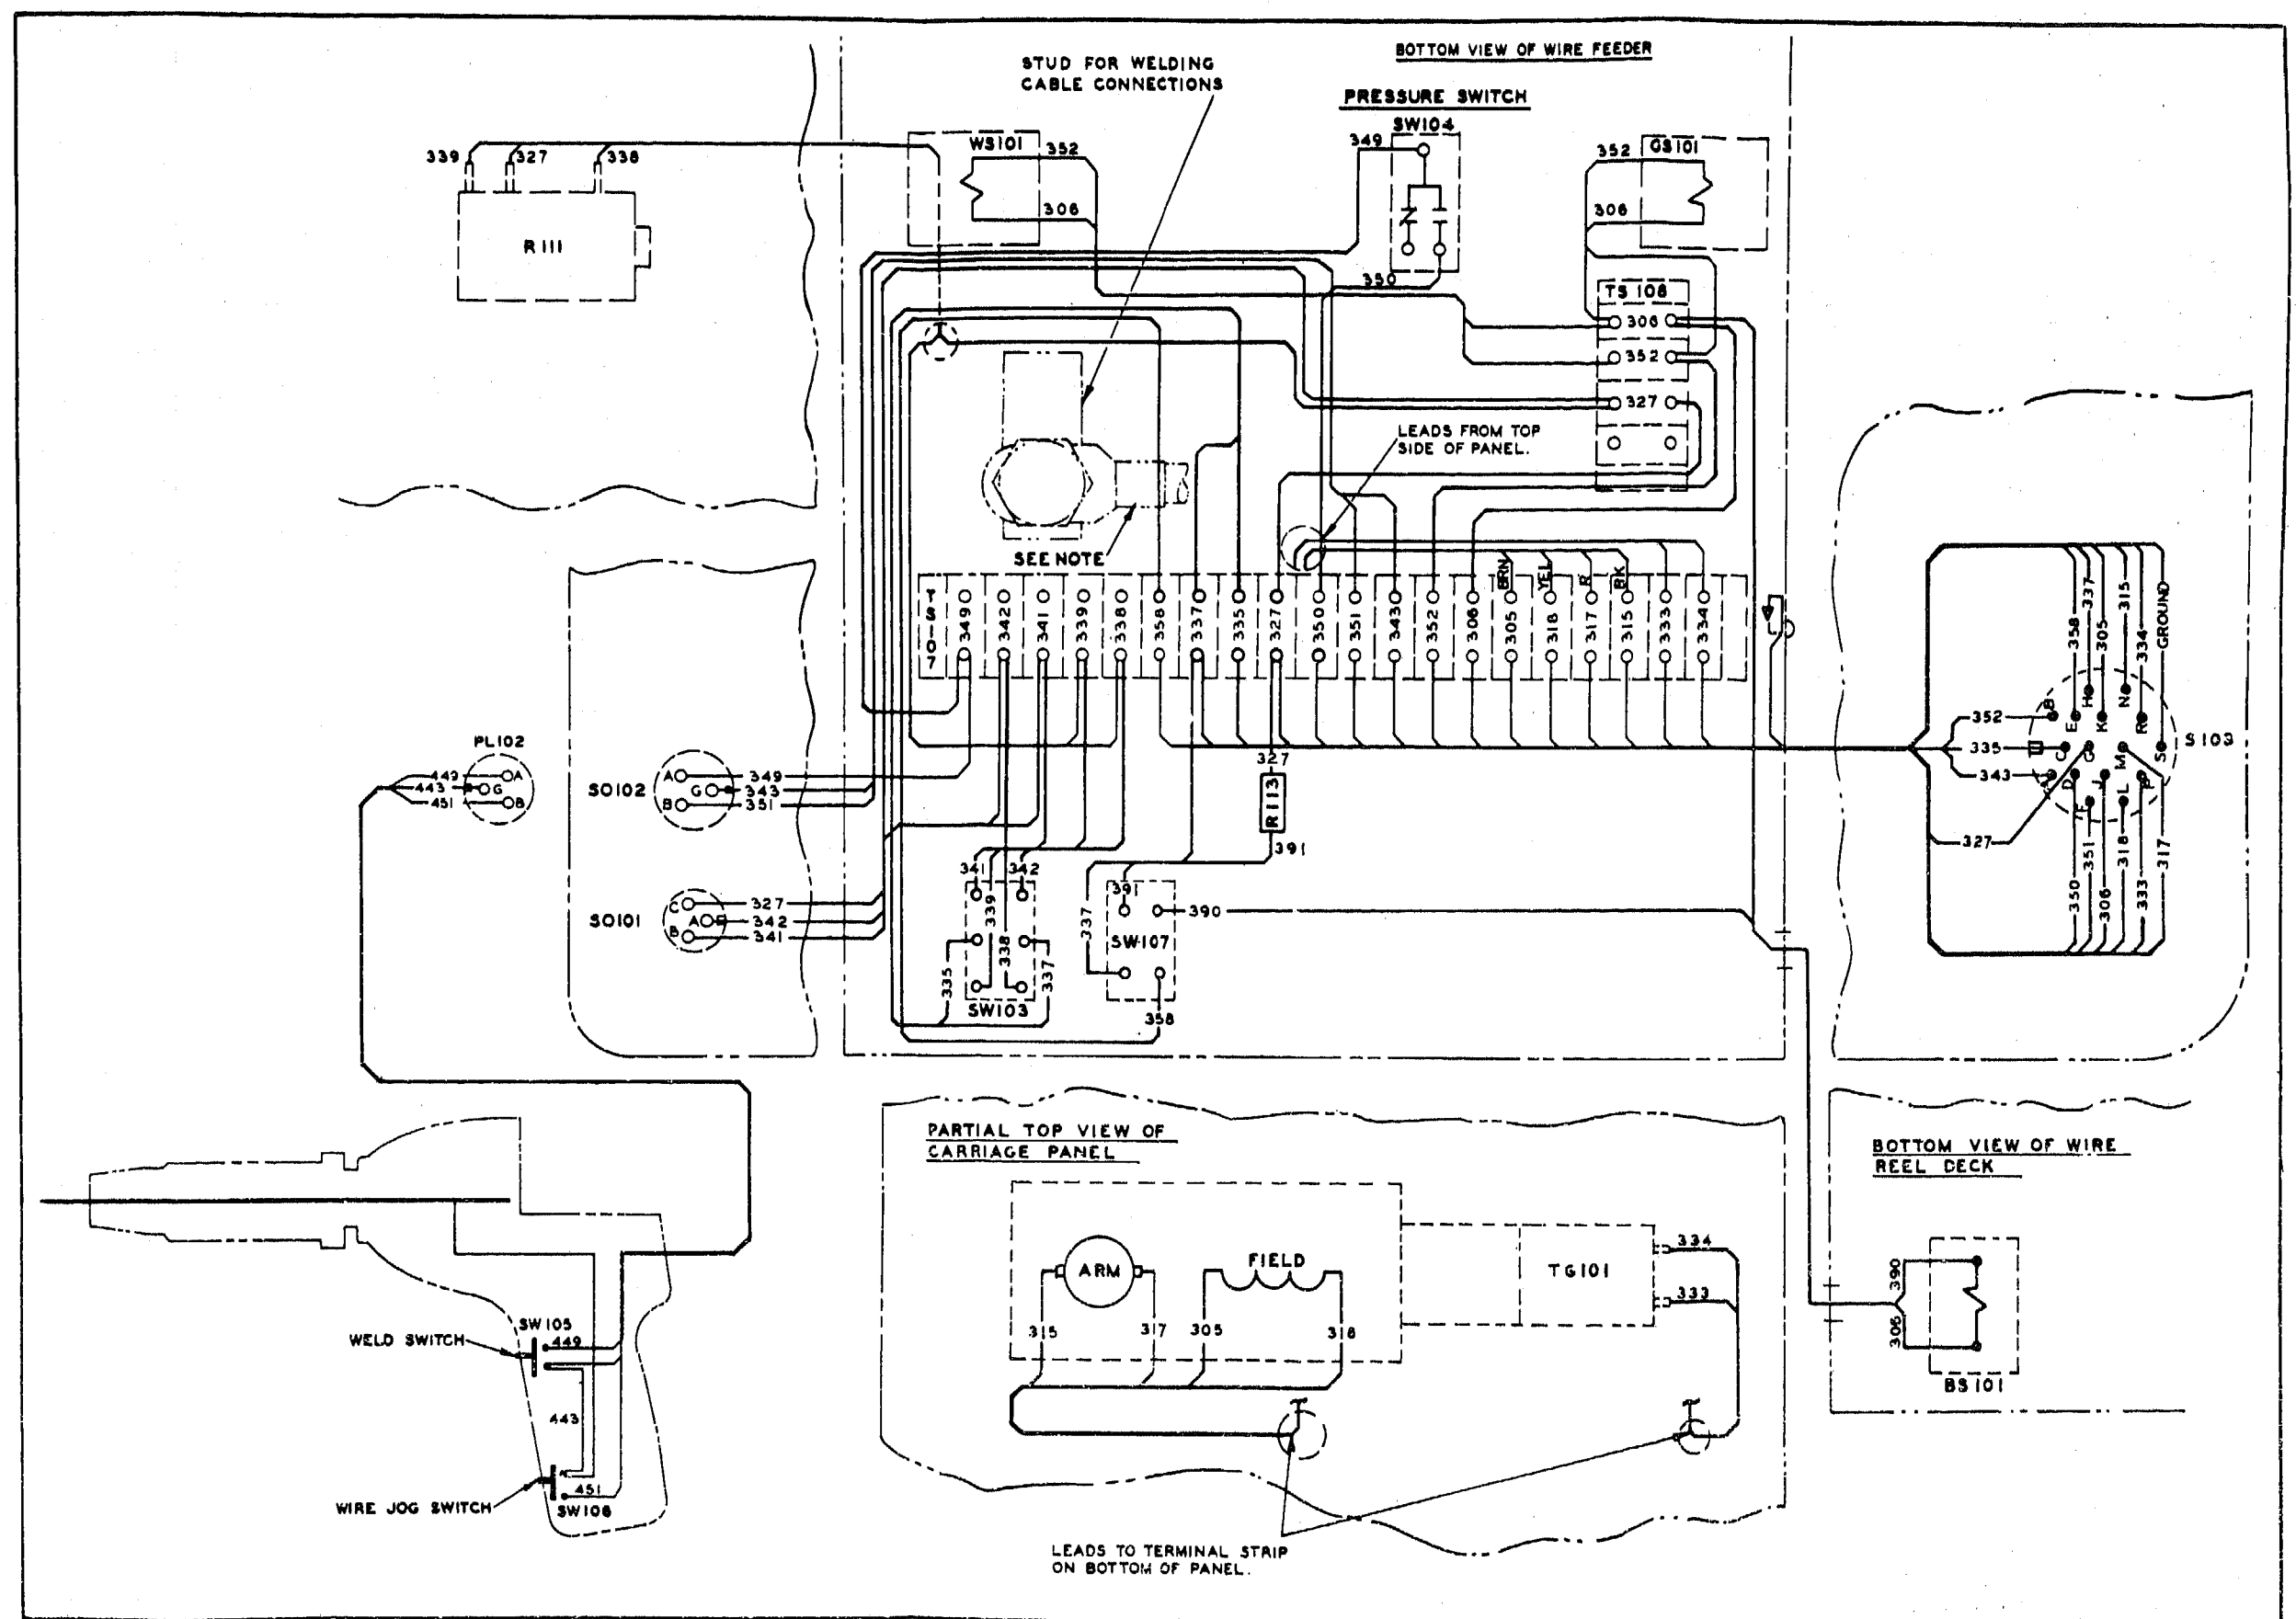 BOTTOM VIEW OF WIRE FEEDER
STUD FOR WELDING
CABLE CONNECTIONS
PRESSURE SWITCH
SW104
339
327
338
R111
WS101
352
306
349
350
352
GS101
306
TS 108
306
352
327
LEADS FROM TOP
SIDE OF PANEL.
SEE NOTE
BRN
YEL
R
BK
TS-07
349
342
341
339
338
358
337
335
327
350
351
343
352
306
305
318
317
315
333
334
358
337
305
315
334
GROUND
352
335
343
327
B
E
H
K
N
R
C
G
M
S
A
D
F
J
L
P
S103
350
351
306
318
333
317
PL102
449
443
451
A
G
B
SO102
A
G
B
349
343
351
SO101
C
A
B
327
342
341
327
R113
391
341
342
339
338
335
337
SW103
391
390
337
SW107
358
PARTIAL TOP VIEW OF
CARRIAGE PANEL
ARM
FIELD
TG101
334
333
315
317
305
318
LEADS TO TERMINAL STRIP
ON BOTTOM OF PANEL.
BOTTOM VIEW OF WIRE
REEL DECK
390
306
BS101
SW105
WELD SWITCH
449
443
451
WIRE JOG SWITCH
SW106